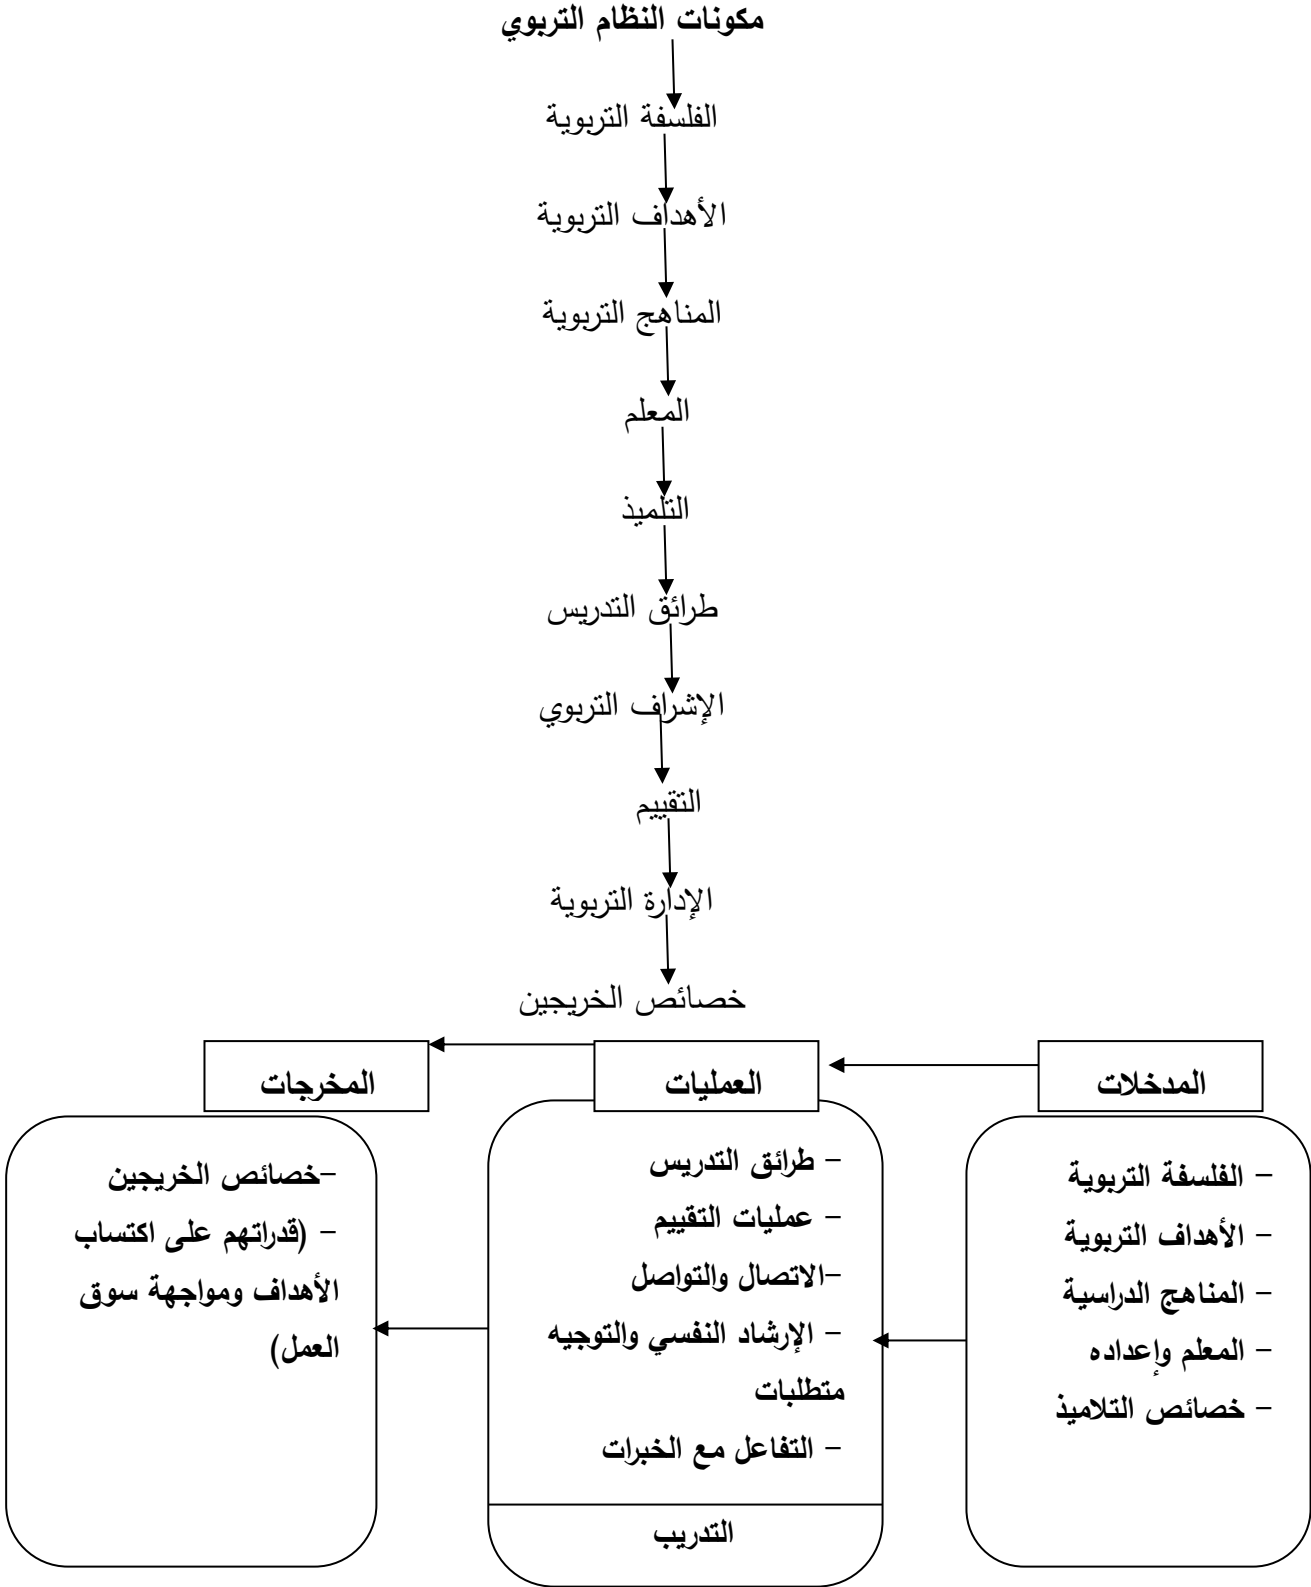 مكونات النظام التربوي
الفلسفة التربوية
الأهداف التربوية
المناهج التربوية
المعلم
التلميذ
طرائق التدريس
الإشراف التربوي
التقييم
الإدارة التربوية
خصائص الخريجين
المدخلات
العمليات
المخرجات
- الفلسفة التربوية
- الأهداف التربوية
- المناهج الدراسية
- المعلم وإعداده
- خصائص التلاميذ
- طرائق التدريس
- عمليات التقييم
-الاتصال والتواصل
- الإرشاد النفسي والتوجيه
متطلبات
- التفاعل مع الخبرات
التدريب
-خصائص الخريجين
- (قدراتهم على اكتساب
الأهداف ومواجهة سوق
العمل)